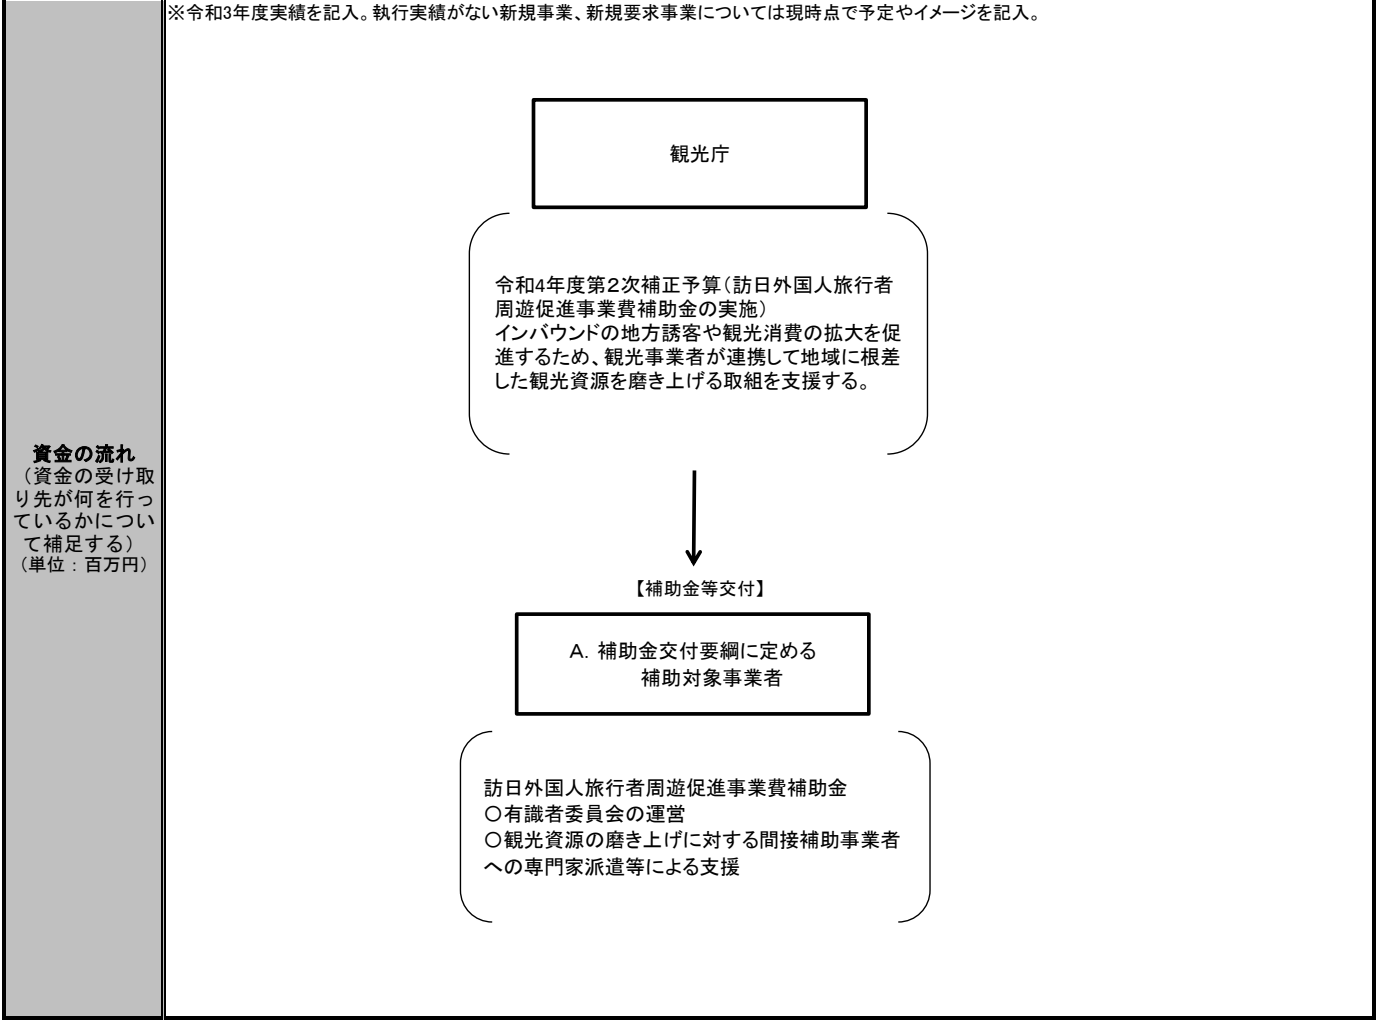 ※令和3年度実績を記入。執行実績がない新規事業、新規要求事業については現時点で予定やイメージを記入。
観光庁
令和4年度第2次補正予算（訪日外国人旅行者
周遊促進事業費補助金の実施）
インバウンドの地方誘客や観光消費の拡大を促
進するため、観光事業者が連携して地域に根差
した観光資源を磨き上げる取組を支援する。
資金の流れ
（資金の受け取
り先が何を行っ
ているかについ
て補足する）
（単位：百万円）
【補助金等交付】
A. 補助金交付要綱に定める
補助対象事業者
訪日外国人旅行者周遊促進事業費補助金
○有識者委員会の運営
○観光資源の磨き上げに対する間接補助事業者
への専門家派遣等による支援